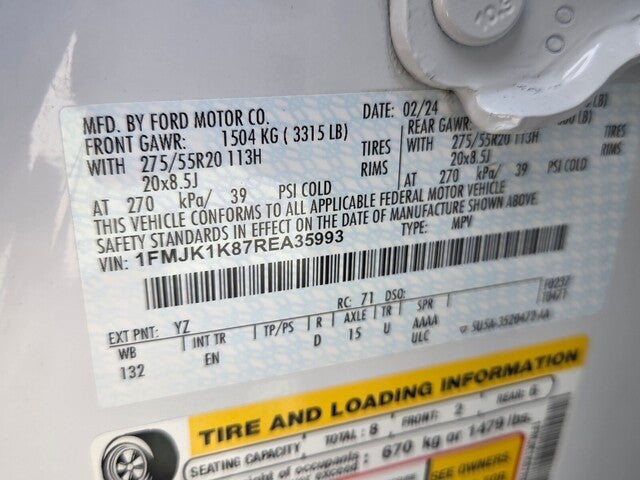 MFD. BY FORD MOTOR CO.
DATE: 02/24
FRONT GAWR: 1504 KG ( 3315 LB)
REAR GAWR:
WITH 275/55R20 113H TIRES
WITH 275/55R20 113H TIRES
20x8.5J RIMS
20x8.5J RIMS
AT 270 kPa/ 39 PSI COLD
AT 270 kPa/ 39 PSI COLD
THIS VEHICLE CONFORMS TO ALL APPLICABLE FEDERAL MOTOR VEHICLE
SAFETY STANDARDS IN EFFECT ON THE DATE OF MANUFACTURE SHOWN ABOVE.
VIN: 1FMJK1K87REA35993
TYPE: MPV
RC: 71 DSO:
EXT PNT: YZ
WB INT TR TP/PS R AXLE TR SPR
132 EN D 15 U AAAA
ULC
TIRE AND LOADING INFORMATION
SEATING CAPACITY TOTAL: 8 FRONT: 2 REAR: 6
670 kg or 1479 lbs.
SEE OWNERS